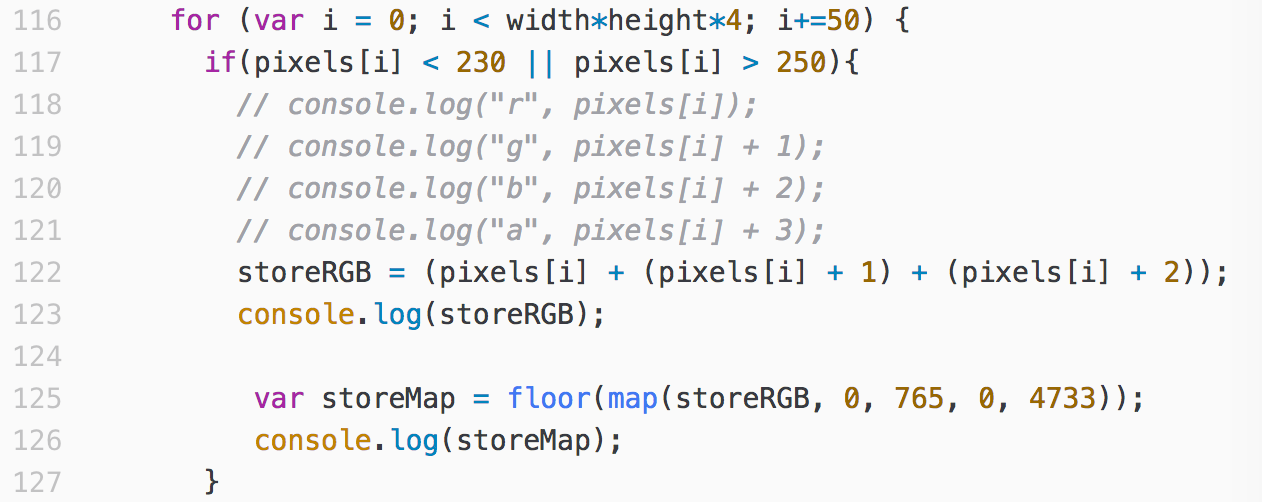 116 for (var i = 0; i < width*height*4; i+=50) {
117 if(pixels[i] < 230 || pixels[i] > 250){
118 // console.log("r", pixels[i]);
119 // console.log("g", pixels[i] + 1);
120 // console.log("b", pixels[i] + 2);
121 // console.log("a", pixels[i] + 3);
122 storeRGB = (pixels[i] + (pixels[i] + 1) + (pixels[i] + 2));
123 console.log(storeRGB);
124
125 var storeMap = floor(map(storeRGB, 0, 765, 0, 4733));
126 console.log(storeMap);
127 }